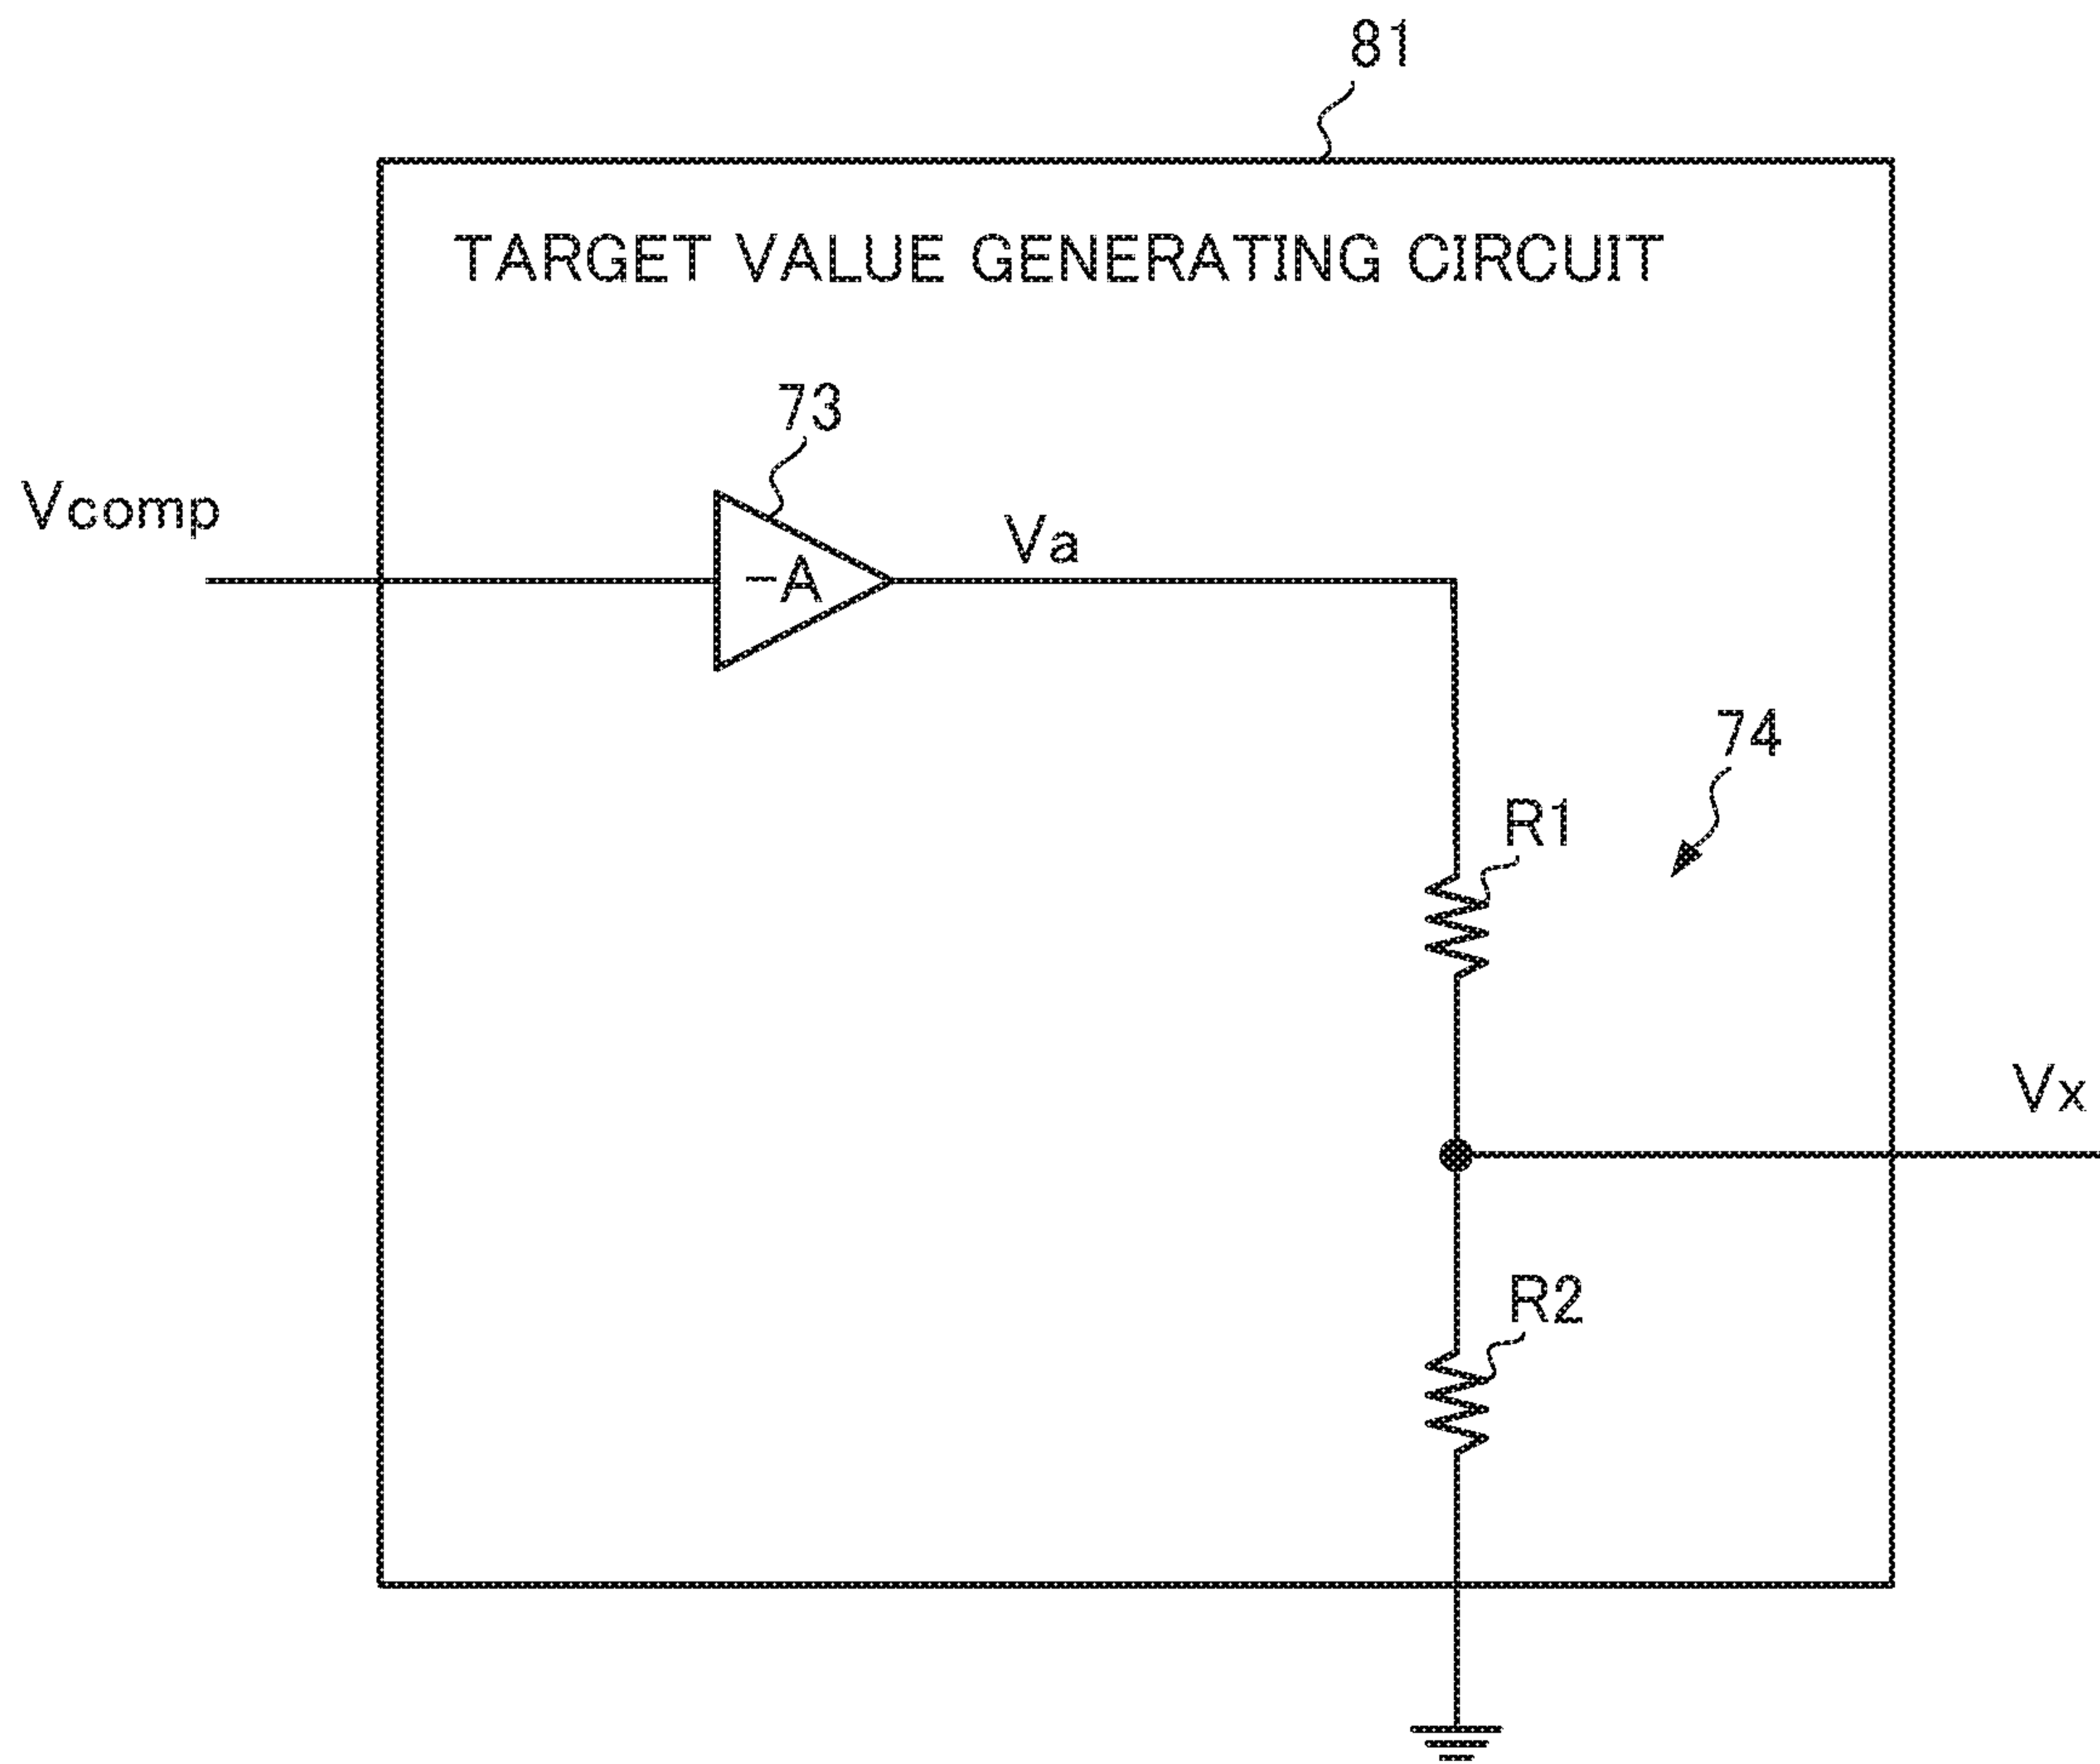 81
TARGET VALUE GENERATING CIRCUIT
73
Vcomp
Va
-A
74
R1
Vx
R2